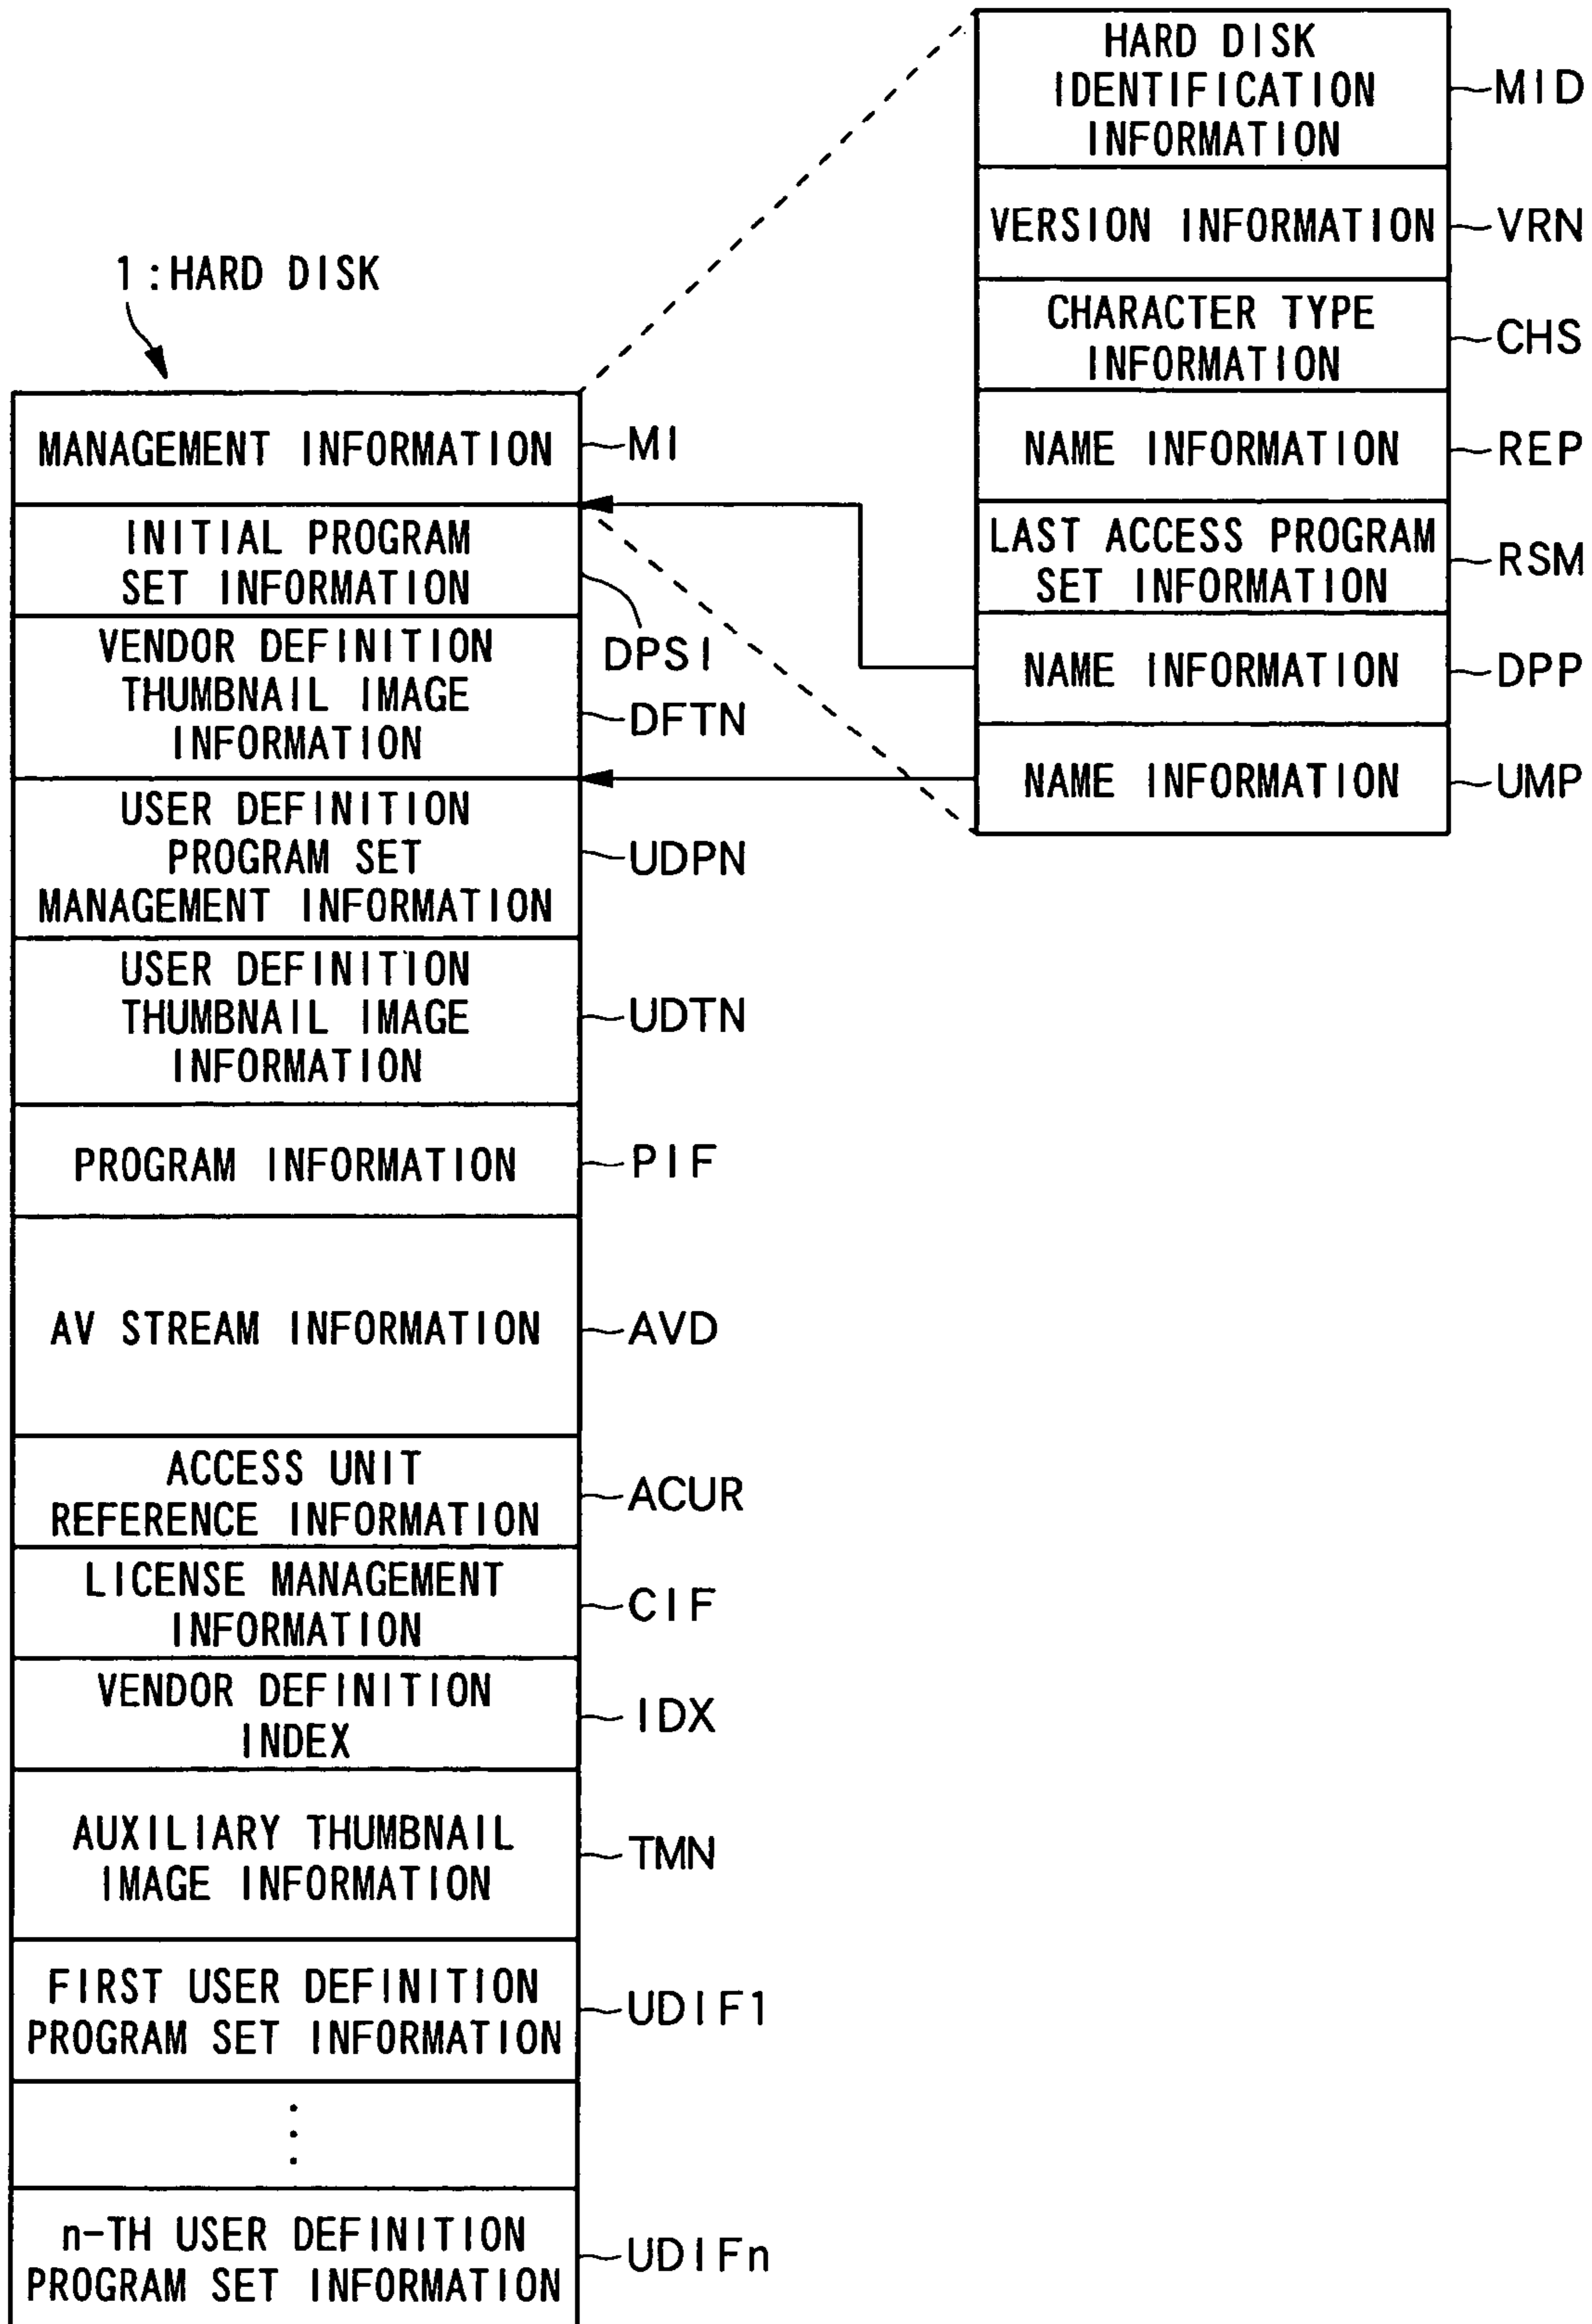 HARD DISK
IDENTIFICATION
INFORMATION
MID
VERSION INFORMATION
VRN
CHARACTER TYPE
INFORMATION
CHS
NAME INFORMATION
REP
LAST ACCESS PROGRAM
SET INFORMATION
RSM
NAME INFORMATION
DPP
NAME INFORMATION
UMP
1:HARD DISK
MANAGEMENT INFORMATION
MI
INITIAL PROGRAM
SET INFORMATION
DPSI
VENDOR DEFINITION
THUMBNAIL IMAGE
INFORMATION
DFTN
USER DEFINITION
PROGRAM SET
MANAGEMENT INFORMATION
UDPN
USER DEFINITION
THUMBNAIL IMAGE
INFORMATION
UDTN
PROGRAM INFORMATION
PIF
AV STREAM INFORMATION
AVD
ACCESS UNIT
REFERENCE INFORMATION
ACUR
LICENSE MANAGEMENT
INFORMATION
CIF
VENDOR DEFINITION
INDEX
IDX
AUXILIARY THUMBNAIL
IMAGE INFORMATION
TMN
FIRST USER DEFINITION
PROGRAM SET INFORMATION
UDIF1
n-TH USER DEFINITION
PROGRAM SET INFORMATION
UDIFn